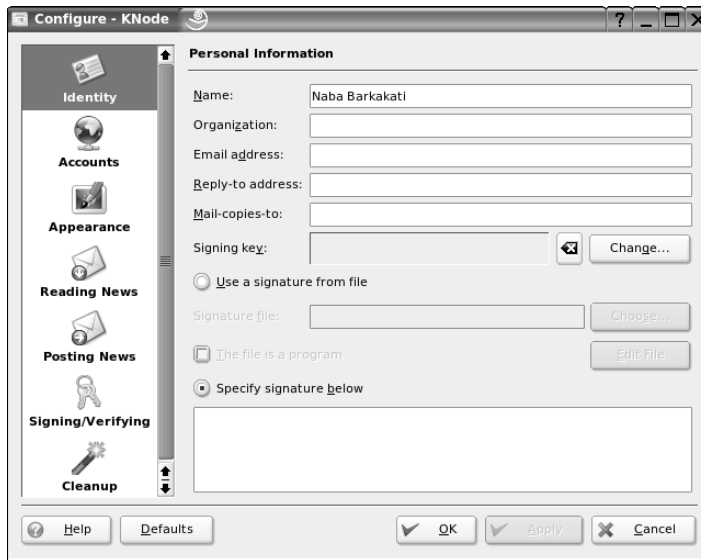 Configure - KNode
Identity
Accounts
Appearance
Reading News
Posting News
Signing/Verifying
Cleanup
Personal Information
Name: Naba Barkakati
Organization:
Email address:
Reply-to address:
Mail-copies-to:
Signing key: Change...
Use a signature from file
Signature file: Choose...
The file is a program Edit File
Specify signature below
Help Defaults OK Apply Cancel